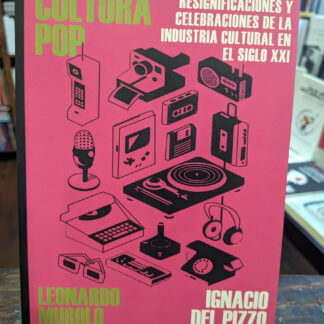 CULTURA
POP
RESIGNIFICACIONES Y
CELEBRACIONES DE LA
INDUSTRIA CULTURAL EN
EL SIGLO XXI
LEONARDO
MUROLO
IGNACIO
DEL PIZZO